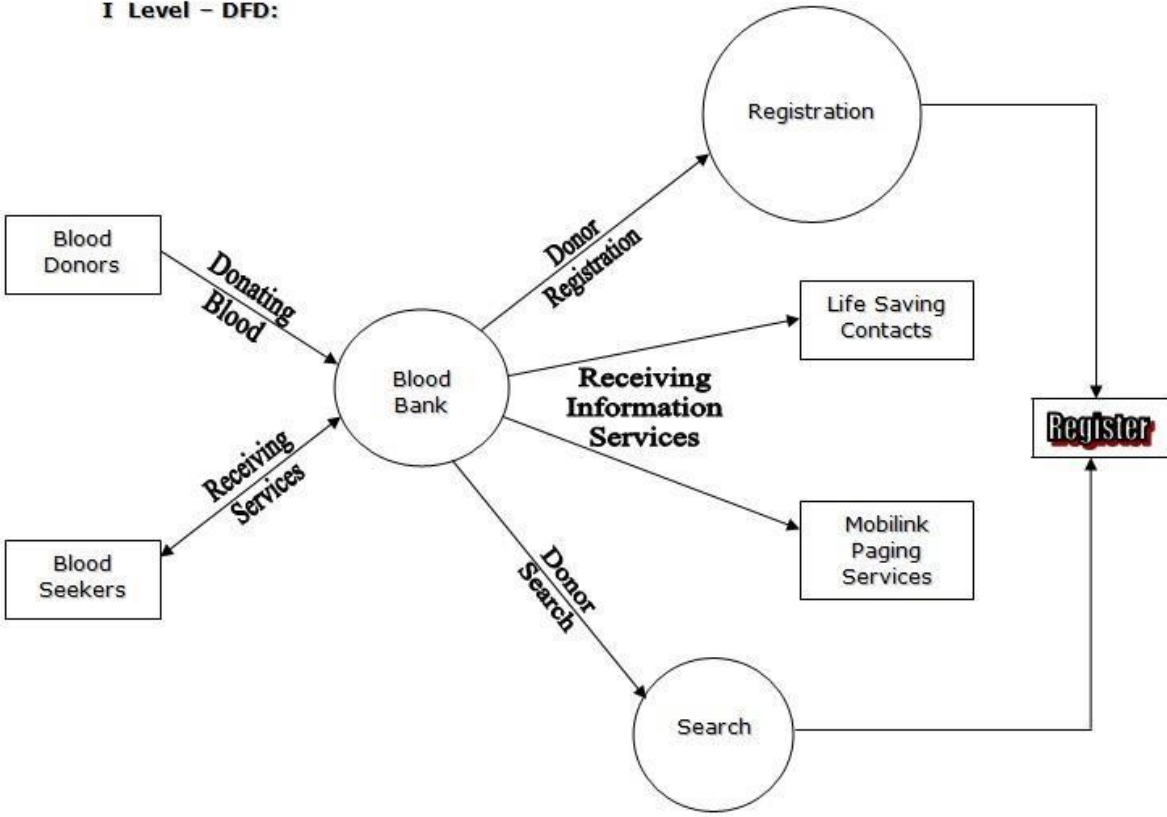 I Level – DFD:
Registration
Blood
Donors
Donating
Blood
Donor
Registration
Life Saving
Contacts
Blood
Bank
Receiving
Information
Services
Register
Receiving
Services
Blood
Seekers
Mobilink
Paging
Services
Donor
Search
Search